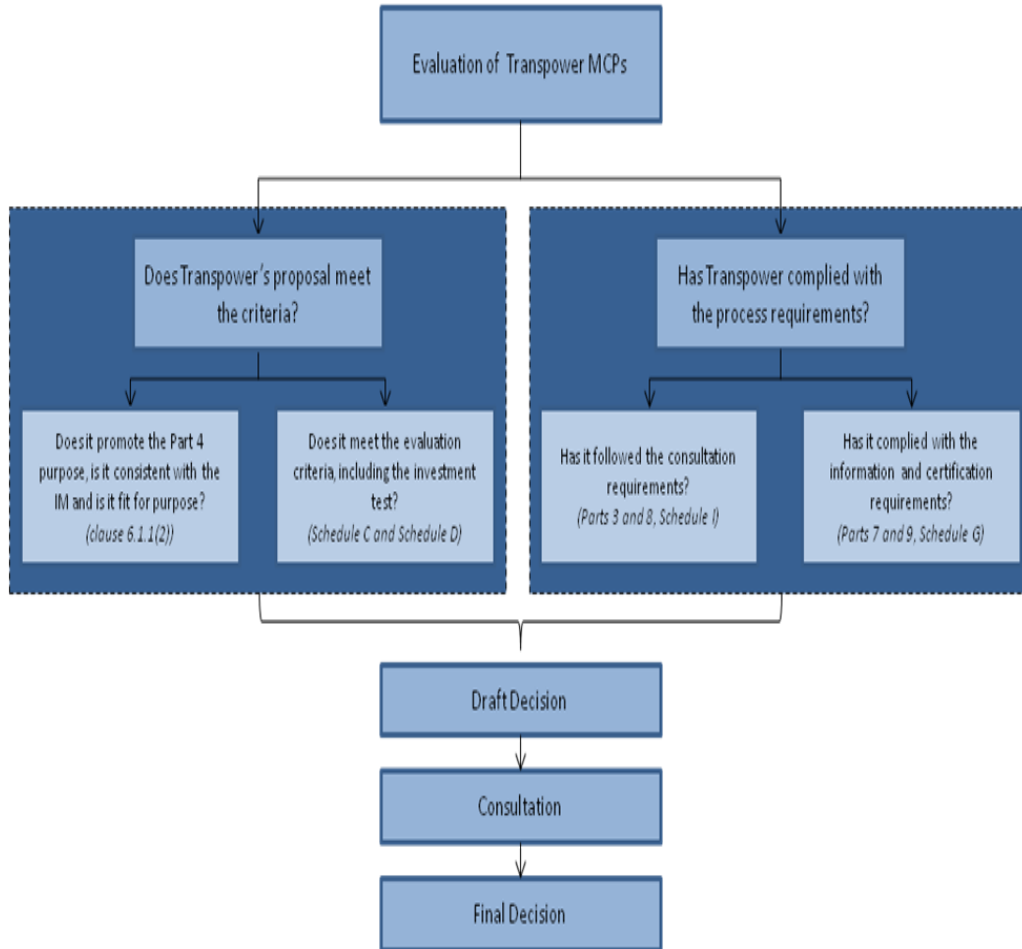 Evaluation of Transpower MCPs
Does Transpower's proposal meet
the criteria?
Does it promote the Part 4
purpose, is it consistent with
the IM and is it fit for purpose?
(clause 6.1.1(2))
Does it meet the evaluation
criteria, including the investment
test?
(Schedule C and Schedule D)
Has Transpower complied with
the process requirements?
Has it followed the consultation
requirements?
(Parts 3 and 8, Schedule I)
Has it complied with the
information and certification
requirements?
(Parts 7 and 9, Schedule G)
Draft Decision
Consultation
Final Decision